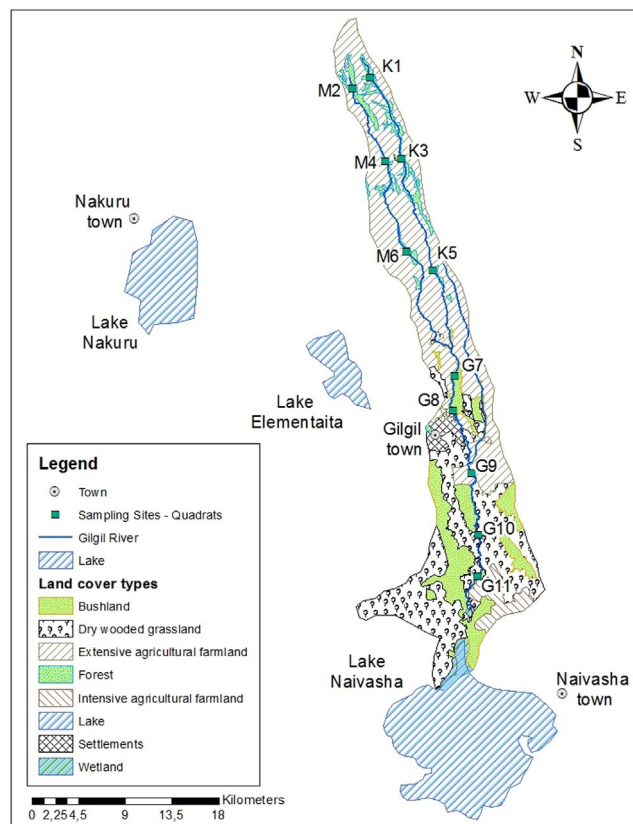 N
W E
S
K1
M2
K3
M4
Nakuru
town
M6
K5
Lake
Nakuru
G7
G8
Lake
Elementaita
Gilgil
town
G9
G10
G11
Legend
Town
Sampling Sites - Quadrats
Gilgil River
Lake
Land cover types
Bushland
Dry wooded grassland
Extensive agricultural farmland
Forest
Intensive agricultural farmland
Lake
Settlements
Wetland
Lake
Naivasha
Naivasha
town
Kilometers
0 2,25 4,5 9 13,5 18